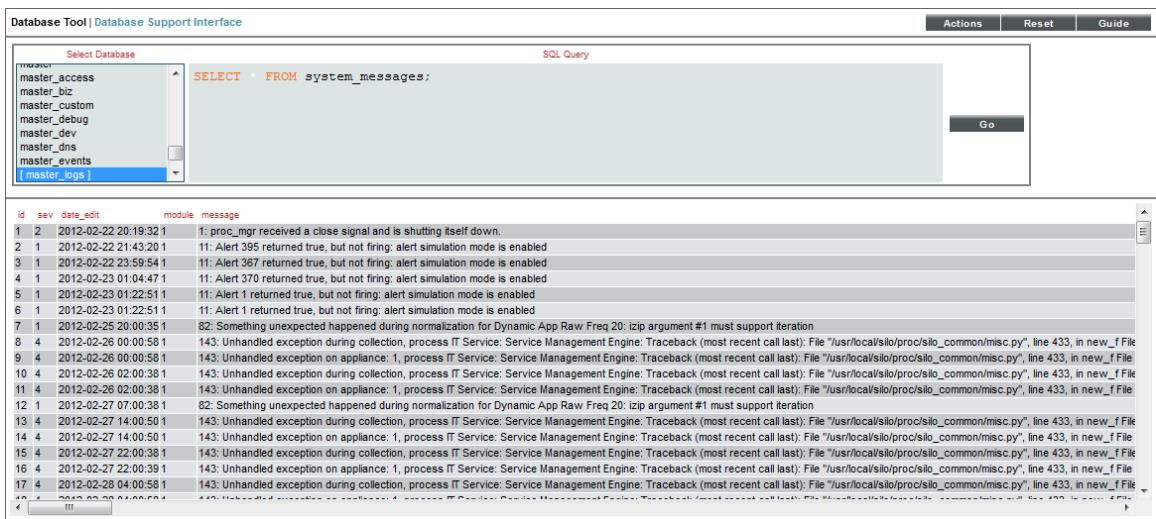 Database Tool | Database Support Interface
Actions Reset Guide
Select Database
SQL Query
master
master_access
master_biz
master_custom
master_debug
master_dev
master_dns
master_events
[ master_logs ]
SELECT * FROM system_messages;
Go
id sev date_edit module message
1 2 2012-02-22 20:19:32 1 1: proc_mgr received a close signal and is shutting itself down.
2 1 2012-02-22 21:43:20 1 11: Alert 395 returned true, but not firing: alert simulation mode is enabled
3 1 2012-02-22 23:59:54 1 11: Alert 367 returned true, but not firing: alert simulation mode is enabled
4 1 2012-02-23 01:04:47 1 11: Alert 370 returned true, but not firing: alert simulation mode is enabled
5 1 2012-02-23 01:22:51 1 11: Alert 1 returned true, but not firing: alert simulation mode is enabled
6 1 2012-02-23 01:22:51 1 11: Alert 1 returned true, but not firing: alert simulation mode is enabled
7 1 2012-02-25 20:00:35 1 82: Something unexpected happened during normalization for Dynamic App Raw Freq 20: izip argument #1 must support iteration
8 4 2012-02-26 00:00:58 1 143: Unhandled exception during collection, process IT Service: Service Management Engine: Traceback (most recent call last): File "/usr/local/silo/proc/silo_common/misc.py", line 433, in new_f File
9 4 2012-02-26 00:00:58 1 143: Unhandled exception on appliance: 1, process IT Service: Service Management Engine: Traceback (most recent call last): File "/usr/local/silo/proc/silo_common/misc.py", line 433, in new_f File
10 4 2012-02-26 02:00:38 1 143: Unhandled exception during collection, process IT Service: Service Management Engine: Traceback (most recent call last): File "/usr/local/silo/proc/silo_common/misc.py", line 433, in new_f File
11 4 2012-02-26 02:00:38 1 143: Unhandled exception on appliance: 1, process IT Service: Service Management Engine: Traceback (most recent call last): File "/usr/local/silo/proc/silo_common/misc.py", line 433, in new_f File
12 1 2012-02-27 07:00:38 1 82: Something unexpected happened during normalization for Dynamic App Raw Freq 20: izip argument #1 must support iteration
13 4 2012-02-27 14:00:50 1 143: Unhandled exception during collection, process IT Service: Service Management Engine: Traceback (most recent call last): File "/usr/local/silo/proc/silo_common/misc.py", line 433, in new_f File
14 4 2012-02-27 14:00:50 1 143: Unhandled exception on appliance: 1, process IT Service: Service Management Engine: Traceback (most recent call last): File "/usr/local/silo/proc/silo_common/misc.py", line 433, in new_f File
15 4 2012-02-27 22:00:38 1 143: Unhandled exception during collection, process IT Service: Service Management Engine: Traceback (most recent call last): File "/usr/local/silo/proc/silo_common/misc.py", line 433, in new_f File
16 4 2012-02-27 22:00:39 1 143: Unhandled exception on appliance: 1, process IT Service: Service Management Engine: Traceback (most recent call last): File "/usr/local/silo/proc/silo_common/misc.py", line 433, in new_f File
17 4 2012-02-28 04:00:58 1 143: Unhandled exception during collection, process IT Service: Service Management Engine: Traceback (most recent call last): File "/usr/local/silo/proc/silo_common/misc.py", line 433, in new_f File